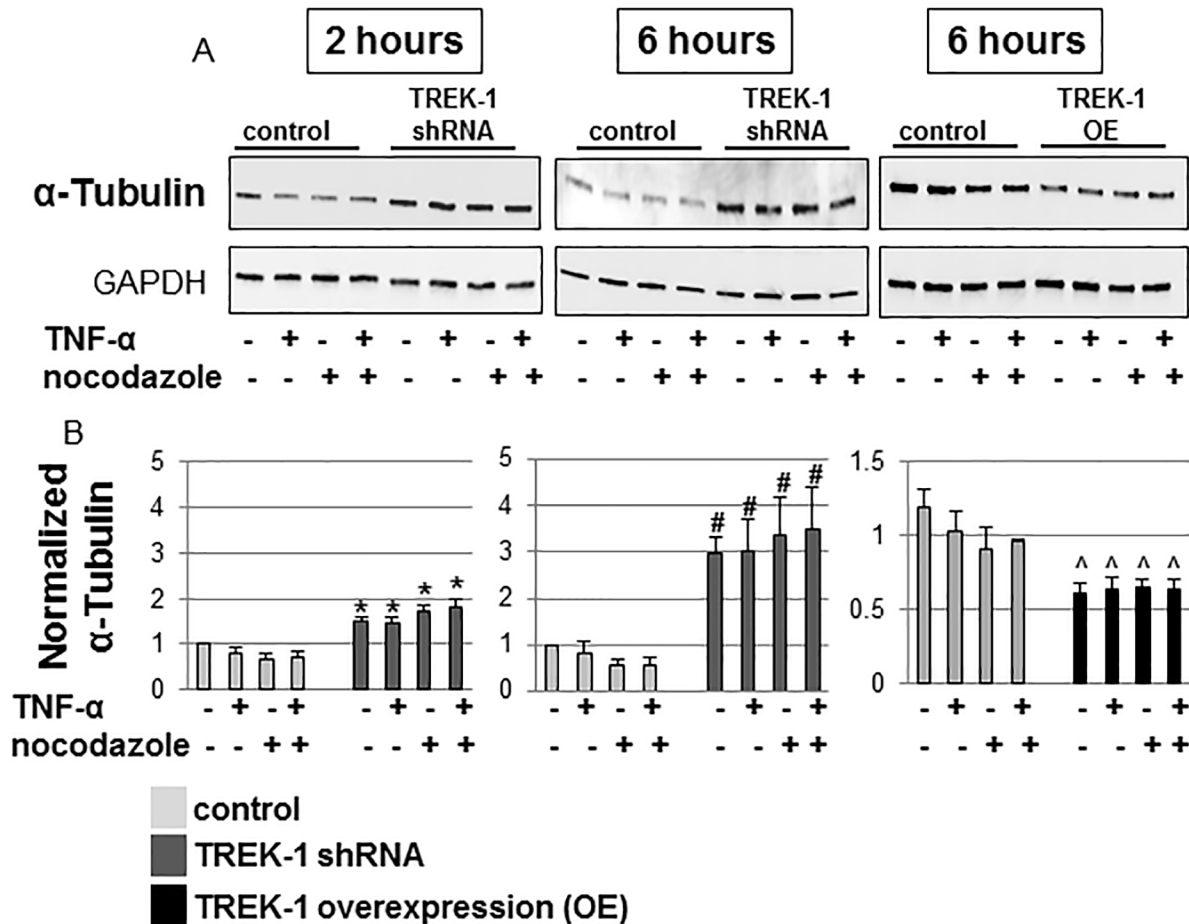 A
2 hours
6 hours
6 hours
control
TREK-1
shRNA
control
TREK-1
shRNA
control
TREK-1
OE
α-Tubulin
GAPDH
TNF-α - + - + - + - + - + - + - + - + - + - + - + - +
nocodazole - - + + - - + + - - + + - - + + - - + + - - + +
B
Normalized
α-Tubulin
5
4
3
2
1
0
* * * *
5
4
3
2
1
0
# # # #
1.5
1
0.5
0
^ ^ ^ ^
TNF-α - + - + - + - + - + - + - + - + - + - + - + - +
nocodazole - - + + - - + + - - + + - - + + - - + + - - + +
control
TREK-1 shRNA
TREK-1 overexpression (OE)